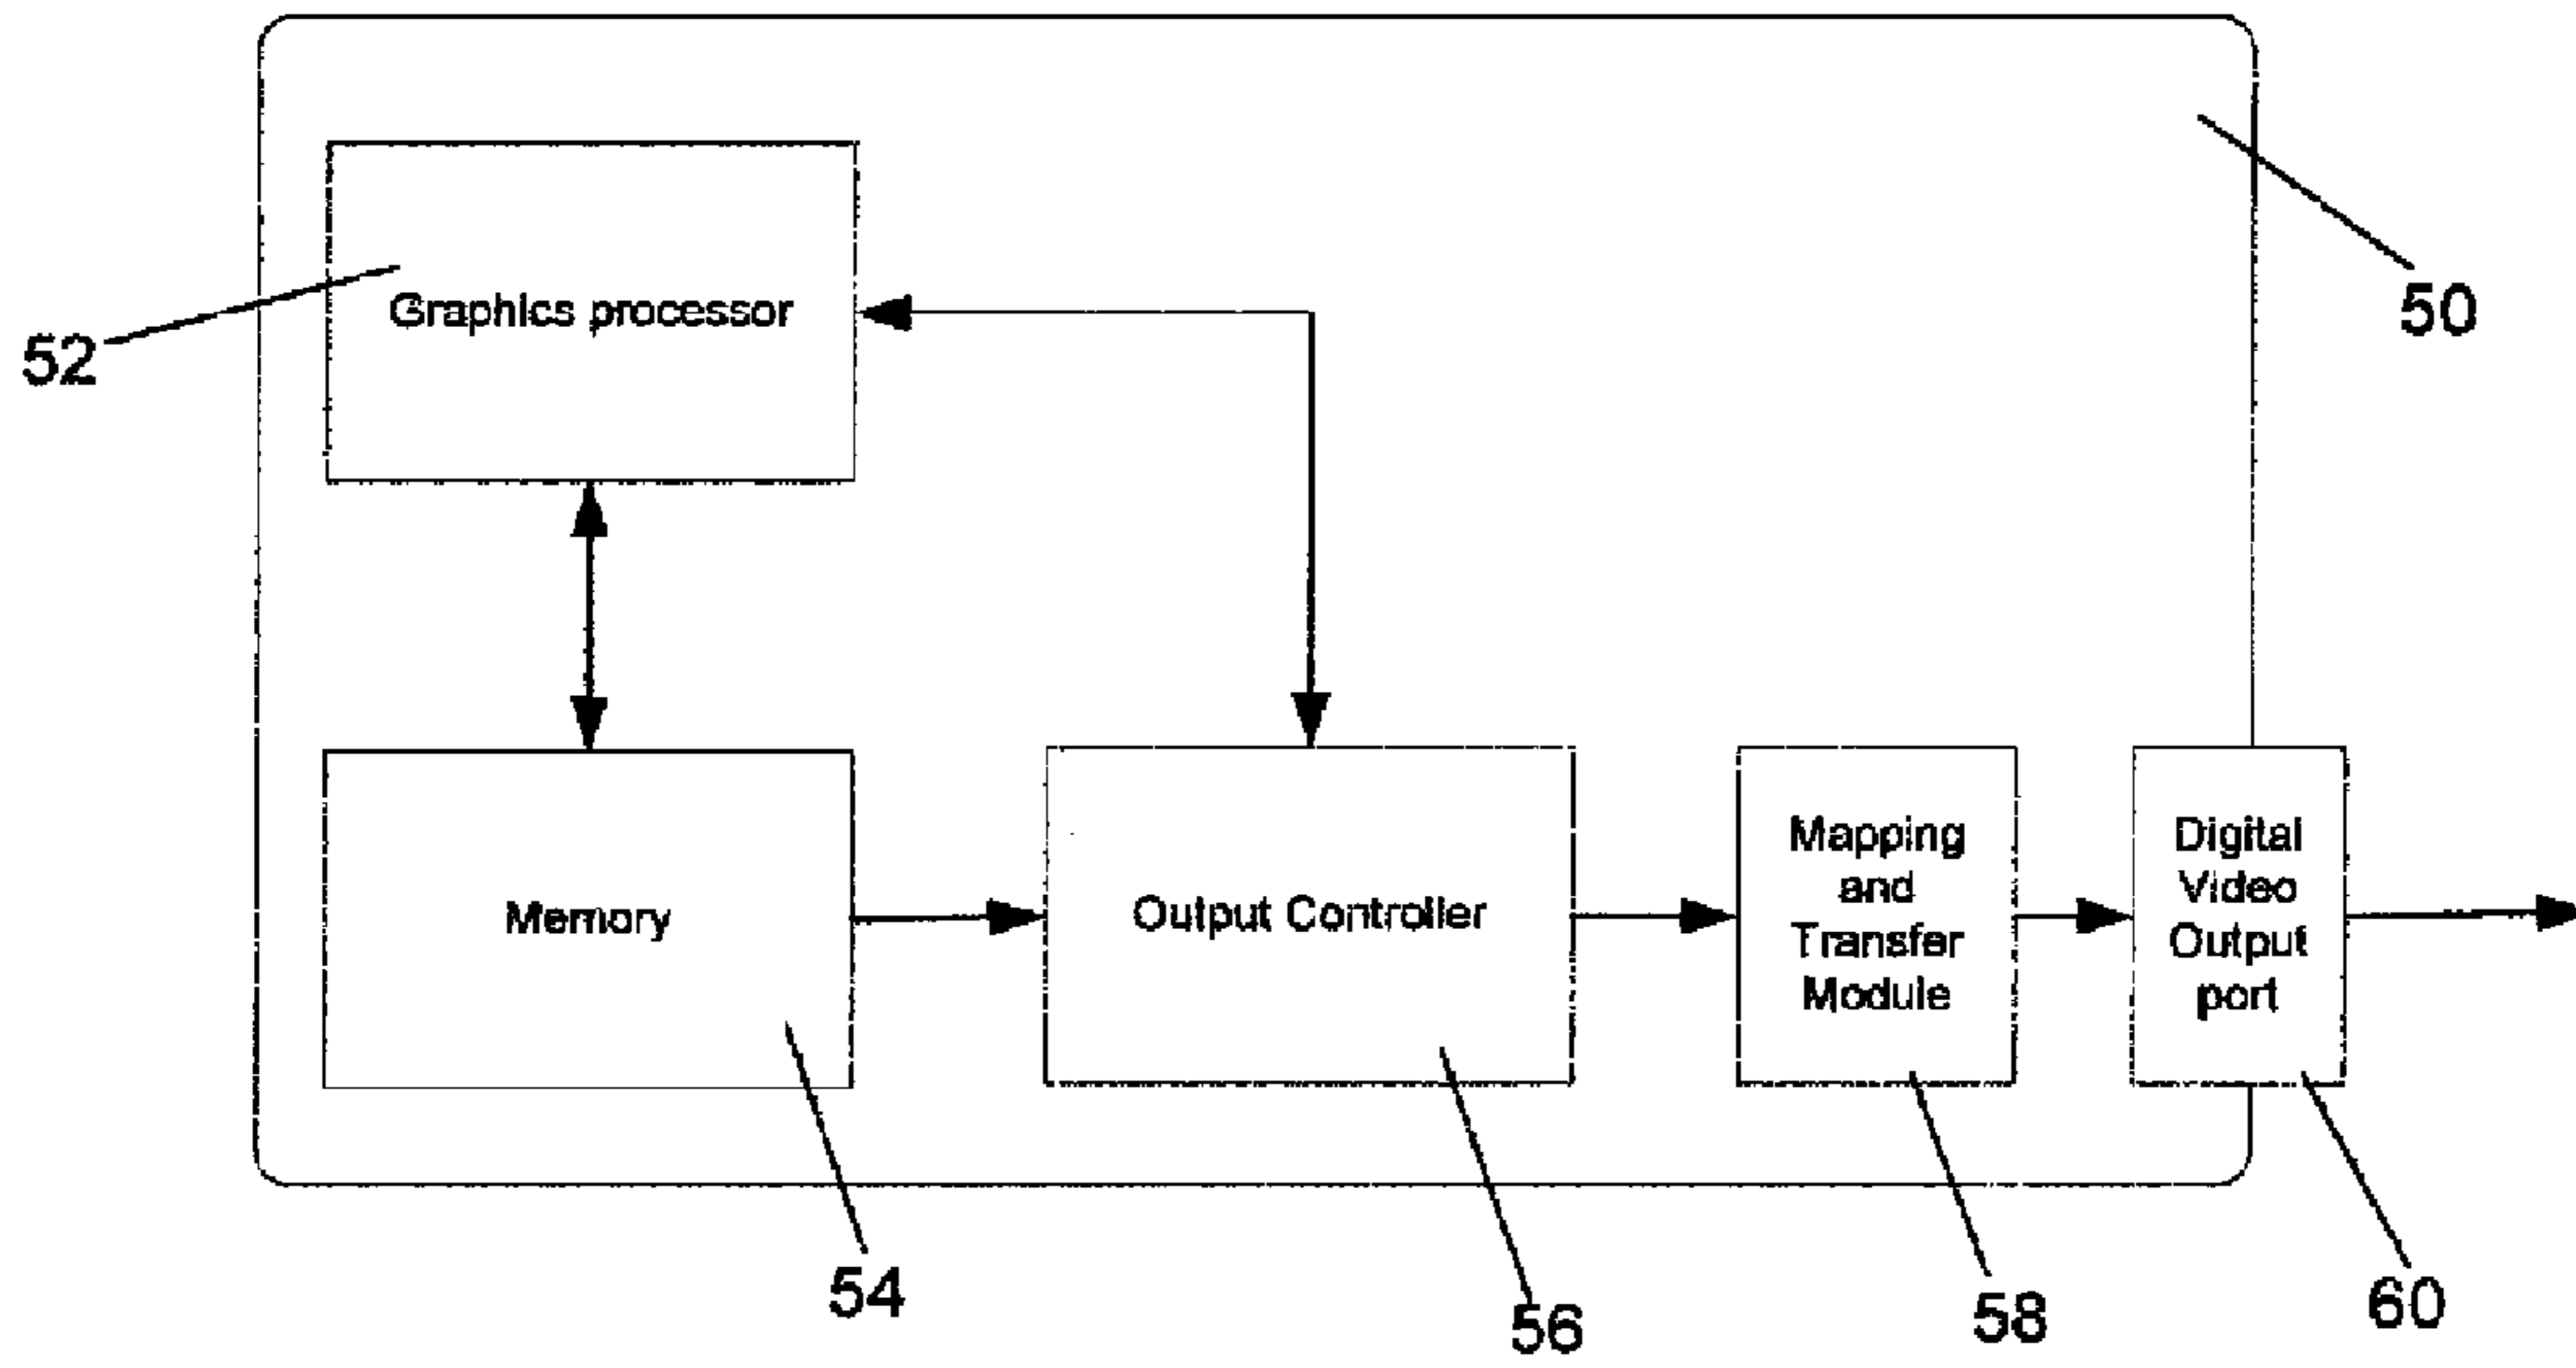 50
52
Graphics processor
Memory
Output Controller
Mapping
and
Transfer
Module
Digital
Video
Output
port
54
56
58
60